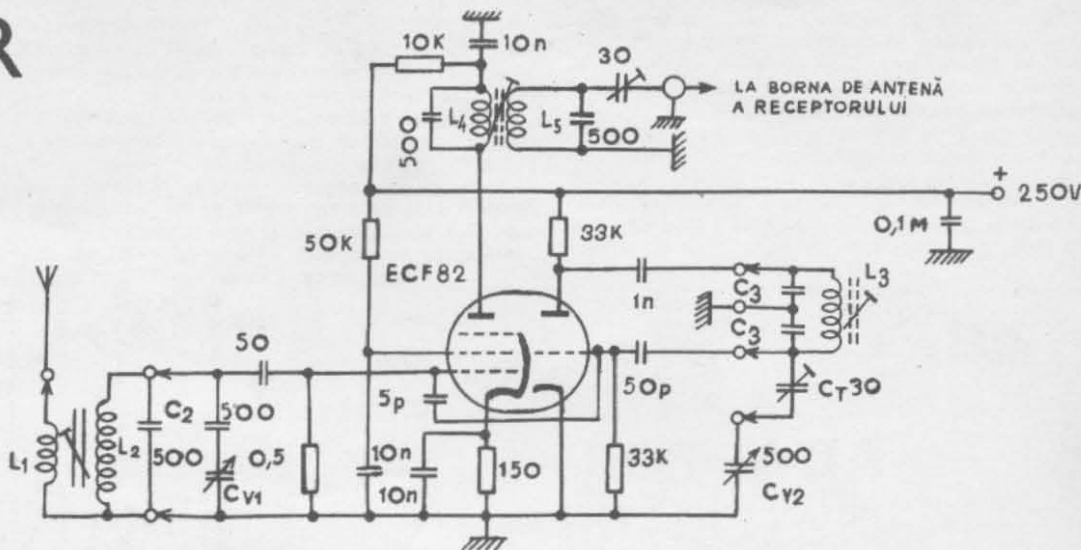 R
10K
10n
30
LA BORNA DE ANTENĂ
A RECEPTORULUI
500
L4
L5
500
+
250V
0,1M
50K
33K
ECF82
1n
C3
C3
L3
50
5p
50p
CT30
C2
500
L1
L2
500
CV1
0,5
10n
10n
150
33K
500
CV2